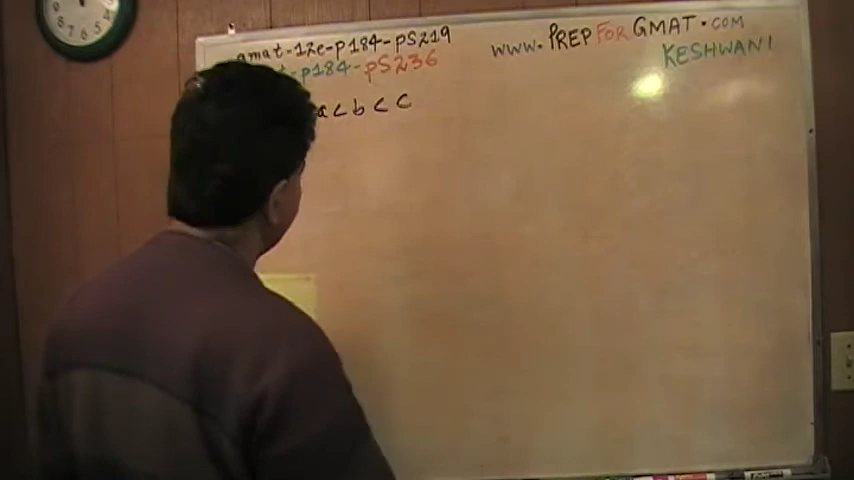 gmat-12e-p184-pS219
www.PREPFORGMAT.COM
-p184-pS236
KESHWANI
a<b<c